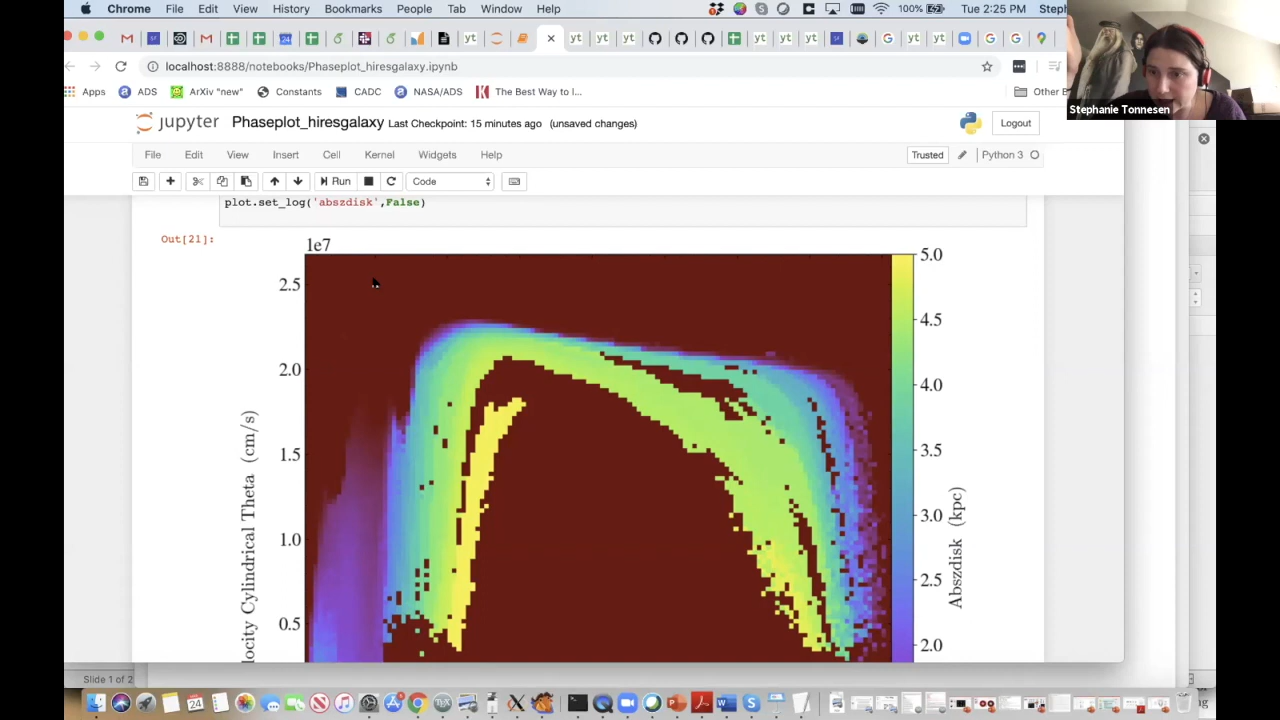 Chrome File Edit View History Bookmarks People Tab Window Help 100% Tue 2:25 PM Steph
localhost:8888/notebooks/Phaseplot_hiresgalaxy.ipynb
Apps ADS ArXiv "new" Constants CADC NASA/ADS The Best Way to I... Other B
Stephanie Tonnesen
jupyter Phaseplot_hiresgala Last Checkpoint: 15 minutes ago (unsaved changes) Logout
File Edit View Insert Cell Kernel Widgets Help Trusted Python 3
Run Code
plot.set_log('abszdisk',False)
Out[21]:
1e7
5.0
2.5
4.5
2.0
4.0
1.5
3.5
1.0
3.0
2.5
0.5
2.0
locity Cylindrical Theta (cm/s)
Abszdisk (kpc)
Slide 1 of 2